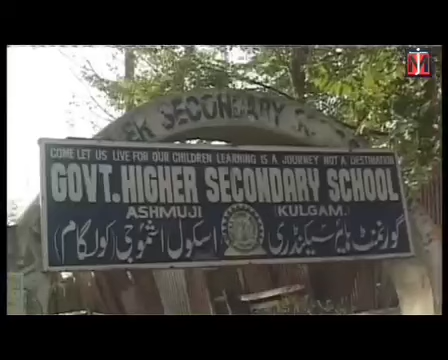 EK SECONDARY
COME LET US LIVE FOR OUR CHILDREN LEARNING IS A JOURNEY NOT A DESTINATION
GOVT. HIGHER SECONDARY SCHOOL
ASHMUJI (KULGAM)
گورنمنٹ ہائیر سیکنڈری اسکول اشموجی (کولگام)